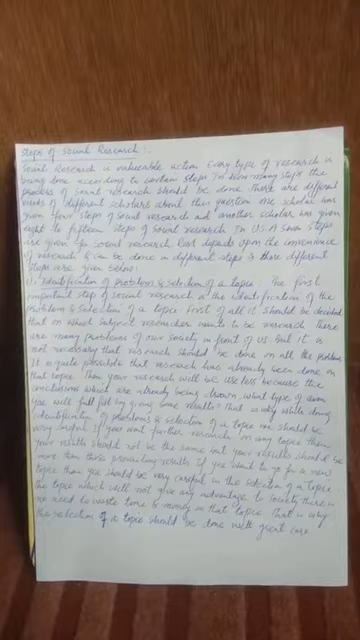 Steps of Social Research :-
Social Research is valueable action Every type of research is
being done according to certain steps In how many steps the
process of social research should be done. There are different
views of different scholars about this question one scholar has
given four steps of social research and another scholar has given
eight to fifteen steps of social research In U.S.A seven steps
are given for social research. But depends upon the convenience
of research & can be done in different steps & these different
steps are given below:
Identification of problems & selection of a topic: The first
important step of social research is the identification of the
problem & selection of a topic First of all it should be decided
that on which subject researcher wants to be research There
are many problems of our society in front of us. But it is
not necessary that research should be done on all the problems
It is quite possible that research has already been done on
that topic. Then your research will be use less because the
conclusions which are already being drawn, what type of aim
you will full fil by giving same results? That is why while doing
identification of problems & selection of a topic one should be
very careful. If you want further research on any topic then
your results should not be the same but your results should be
more than those prevailing results If you want to go for a new
topic then you should be very careful in the selection of a topic.
the topic which will not give any advantage to society there is
no need to waste time & money on that topic That is why
the selection of a topic should be done with great care